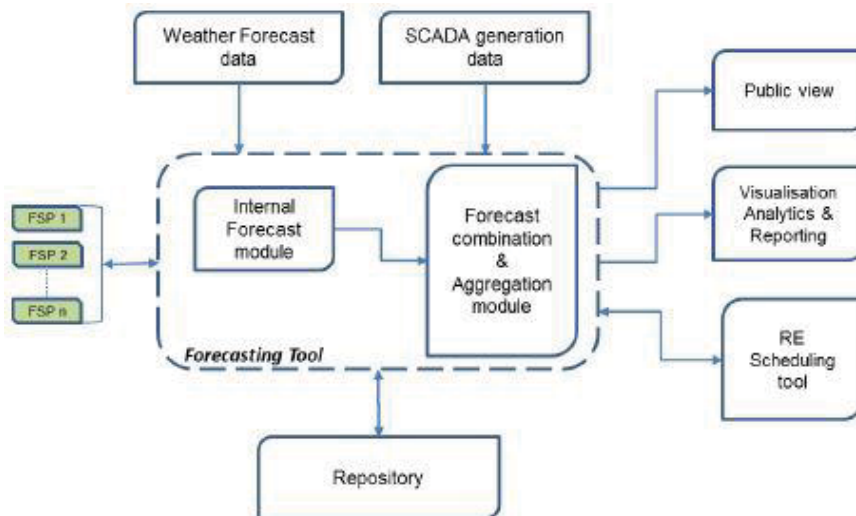 Weather Forecast
data
SCADA generation
data
Public view
FSP 1
FSP 2
FSP n
Internal
Forecast
module
Forecast
combination
&
Aggregation
module
Visualisation
Analytics &
Reporting
Forecasting Tool
RE
Scheduling
tool
Repository